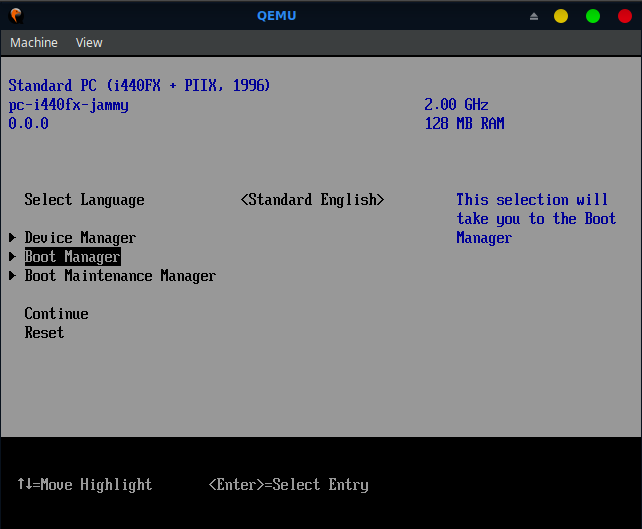 QEMU
Machine View
Standard PC (i440FX + PIIX, 1996)
pc-i440fx-jammy 2.00 GHz
0.0.0 128 MB RAM
Select Language <Standard English> This selection will
take you to the Boot
Device Manager Manager
Boot Manager
Boot Maintenance Manager
Continue
Reset
↑↓=Move Highlight <Enter>=Select Entry